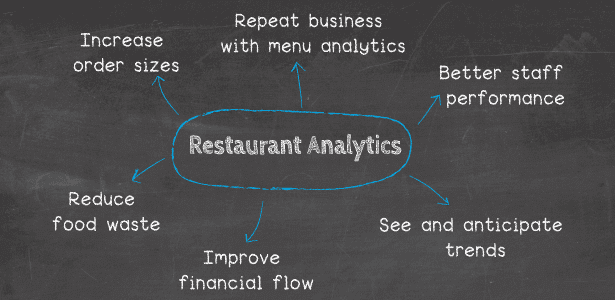 Repeat business
with menu analytics
Increase
order sizes
Better staff
performance
Restaurant Analytics
Reduce
food waste
See and anticipate
trends
Improve
financial flow